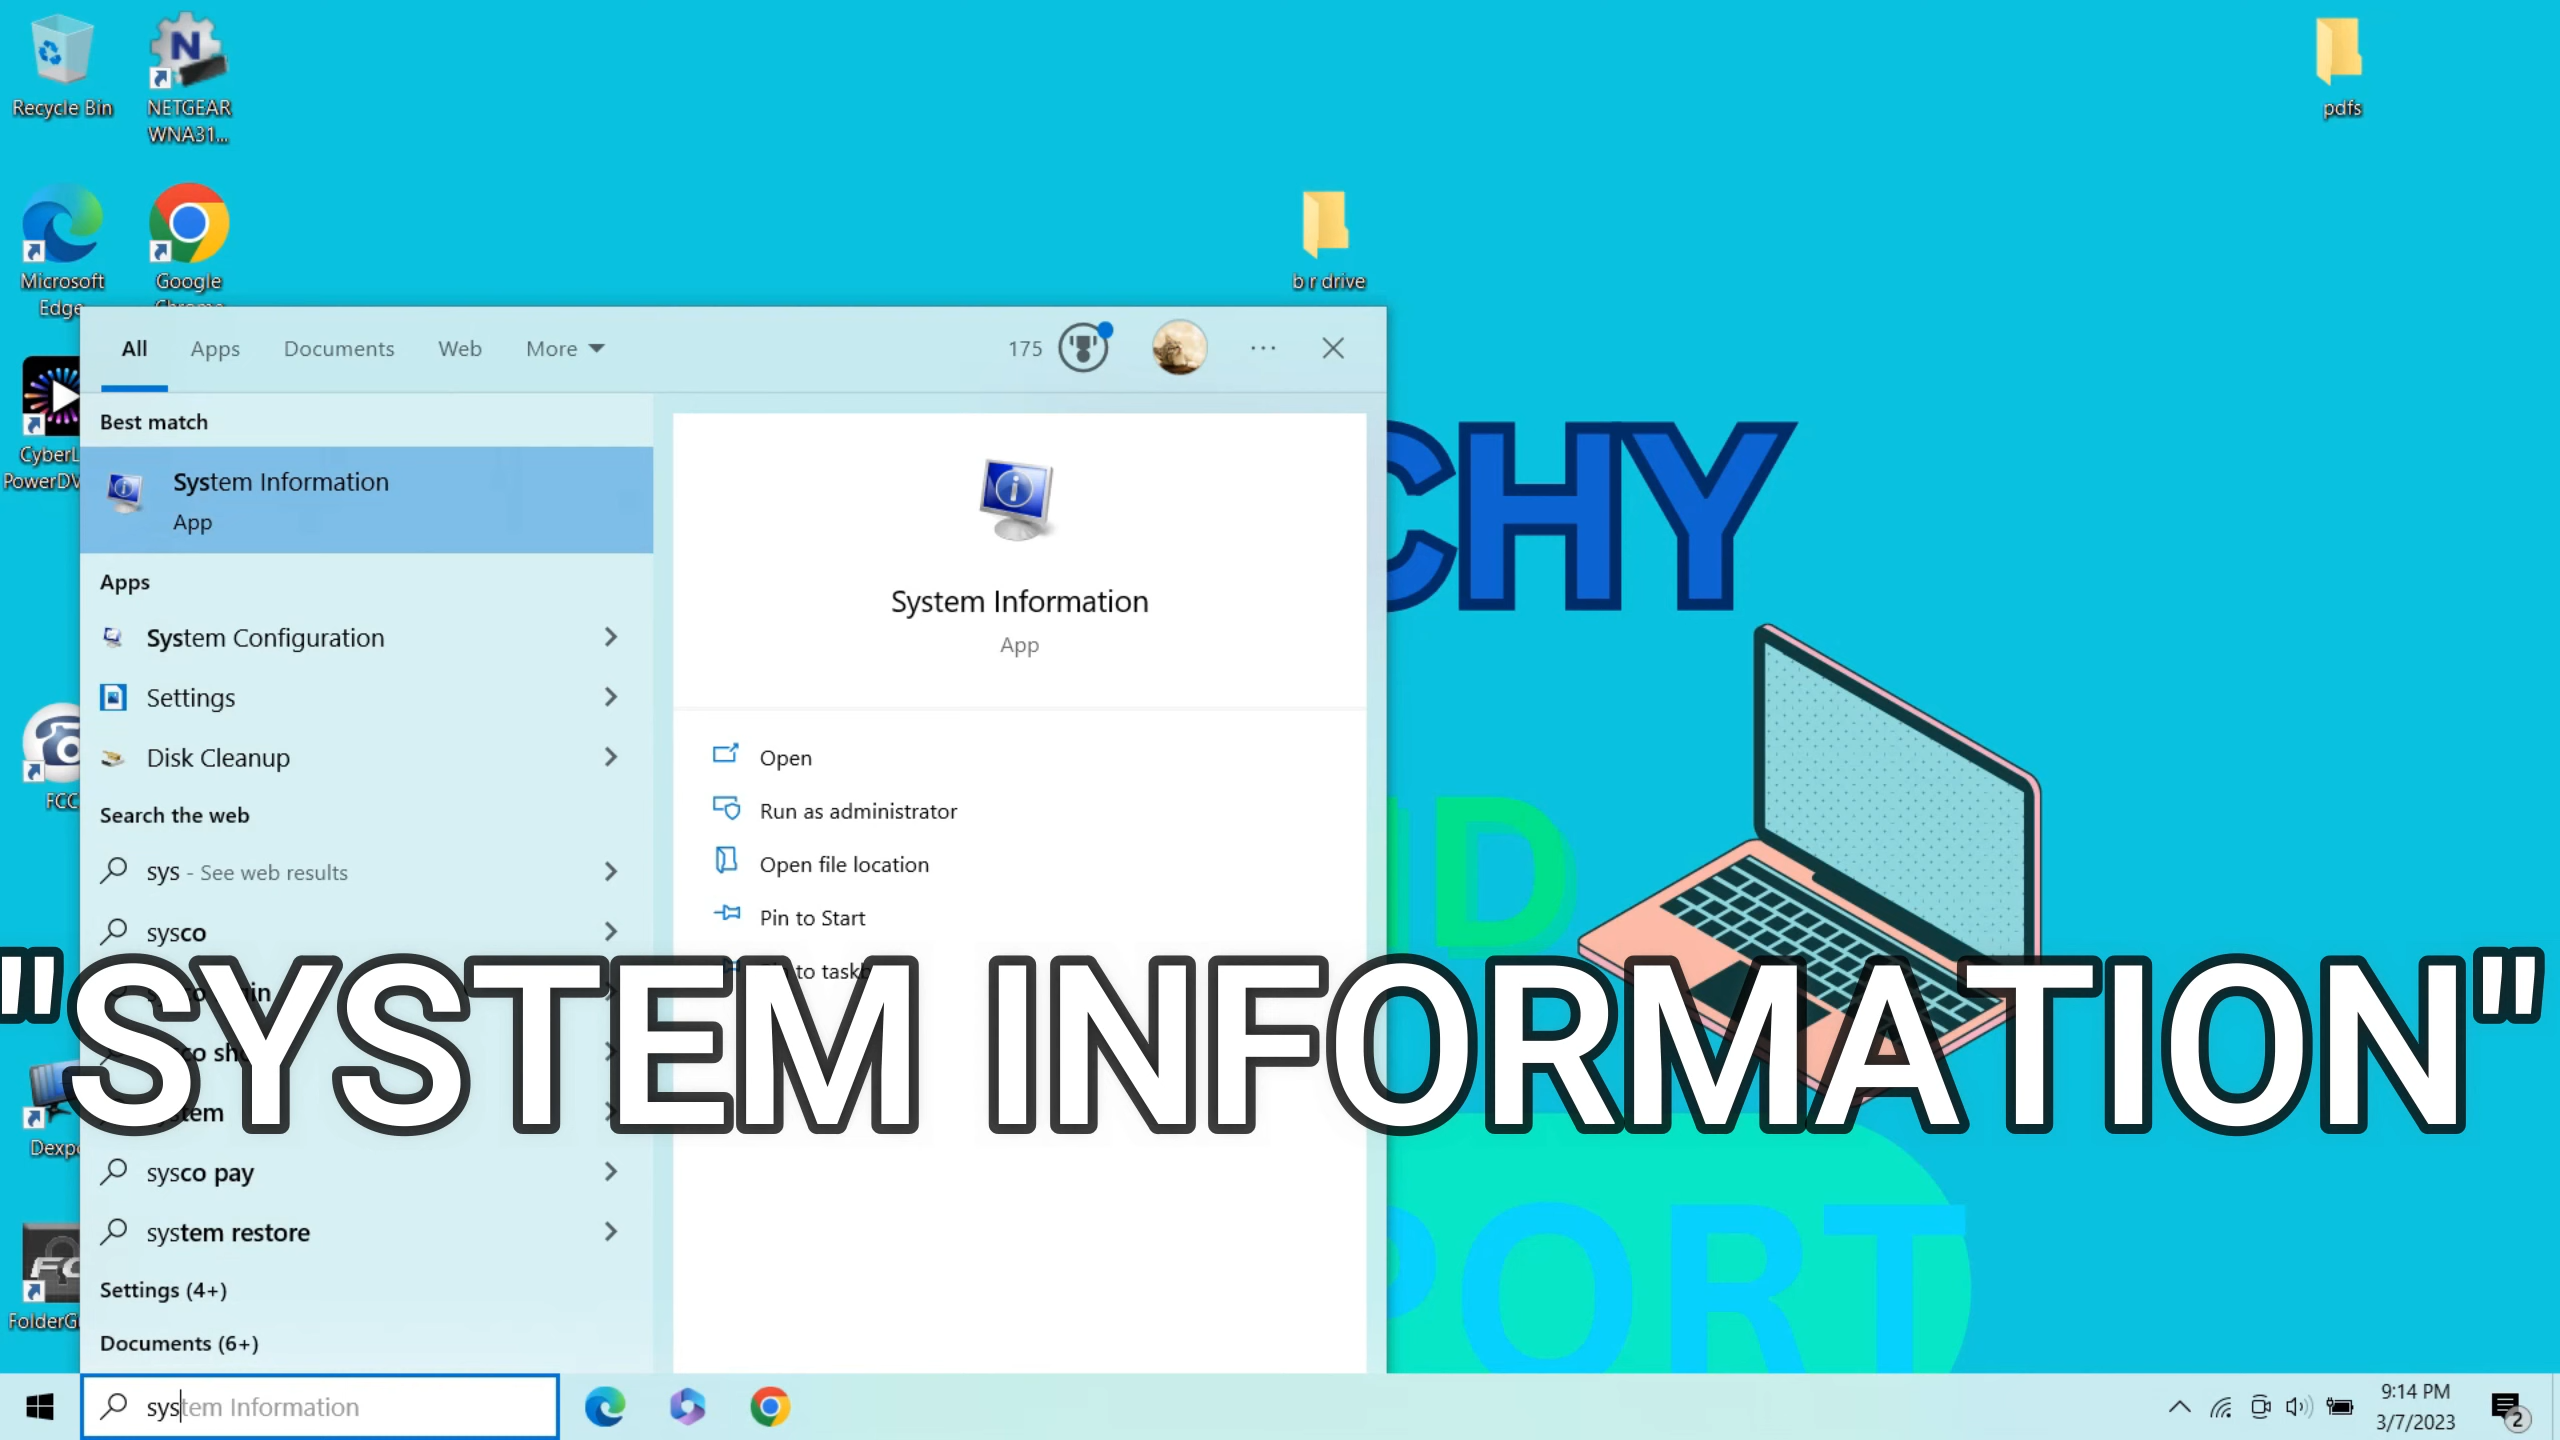 Recycle Bin
NETGEAR
WNA31...
pdfs
Microsoft
Edge
Google
b r drive
All
Apps
Documents
Web
More
175
Best match
System Information
App
Apps
System Configuration
Settings
Disk Cleanup
Search the web
sys - See web results
sysco
sysco pay
system restore
Settings (4+)
Documents (6+)
System Information
App
Open
Run as administrator
Open file location
Pin to Start
CHY
D
PORT
"SYSTEM INFORMATION"
FCC
system Information
9:14 PM
3/7/2023
2